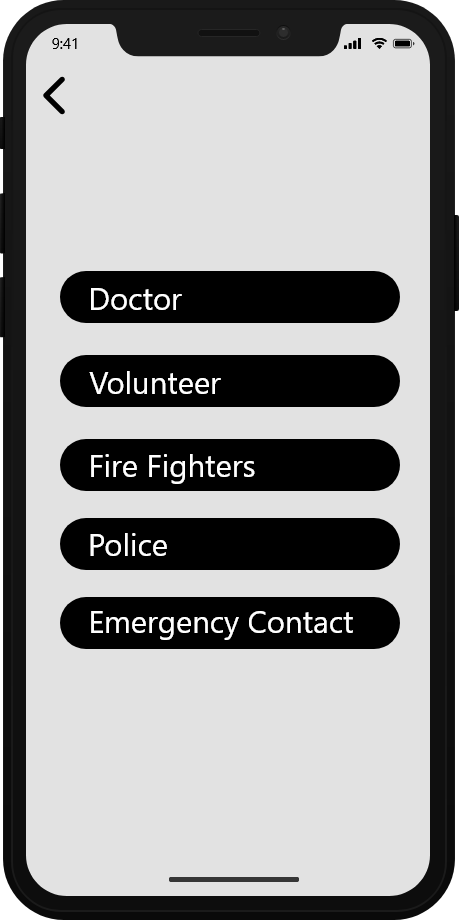 9:41
Doctor
Volunteer
Fire Fighters
Police
Emergency Contact